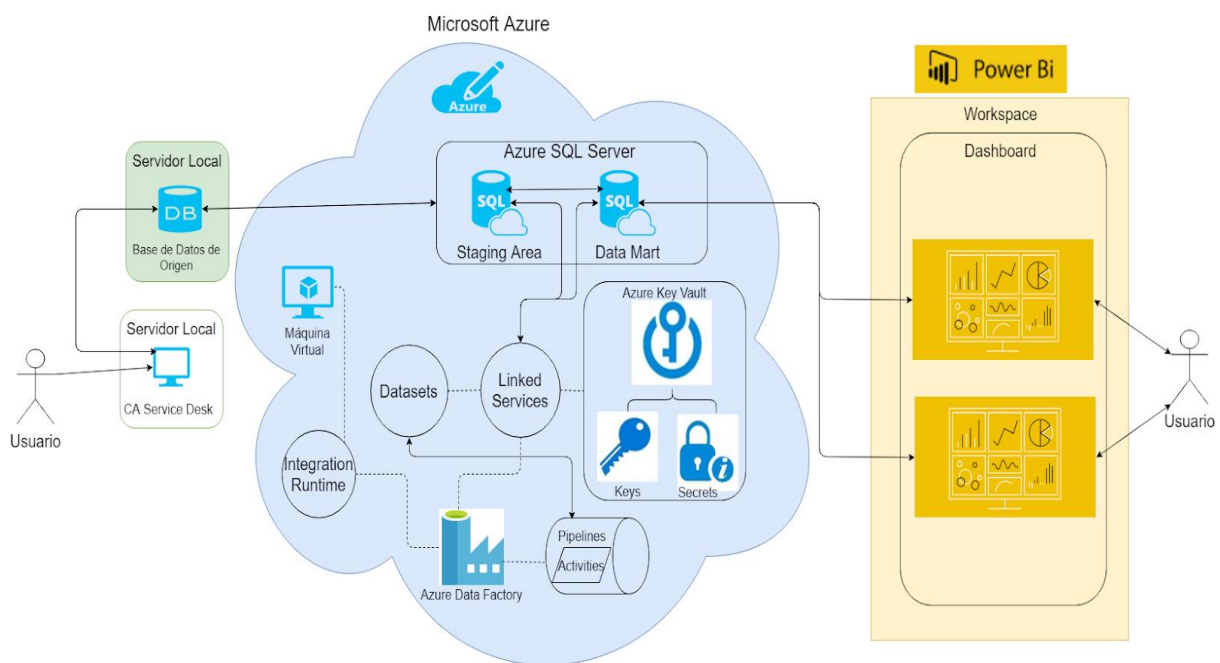 Microsoft Azure
Azure
Power Bi
Workspace
Dashboard
Servidor Local
DB
Base de Datos de
Origen
Servidor Local
CA Service Desk
Usuario
Azure SQL Server
SQL
SQL
Staging Area
Data Mart
Máquina
Virtual
Azure Key Vault
Datasets
Linked
Services
Keys
Secrets
Integration
Runtime
Pipelines
Activities
Azure Data Factory
Usuario